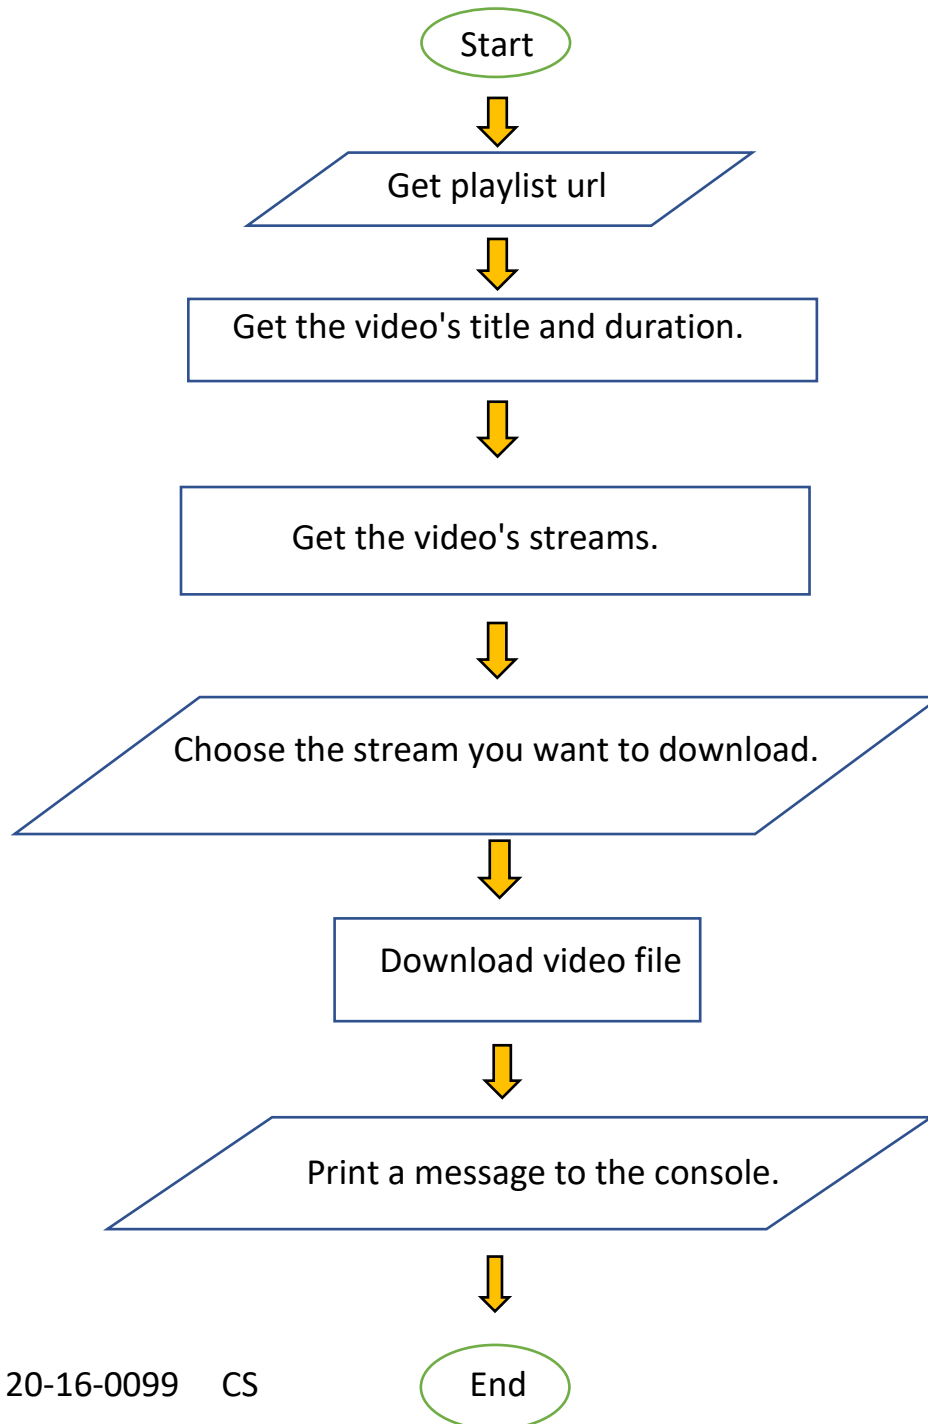 Start
Get playlist url
Get the video's title and duration.
Get the video's streams.
Choose the stream you want to download.
Download video file
Print a message to the console.
20-16-0099 CS
End